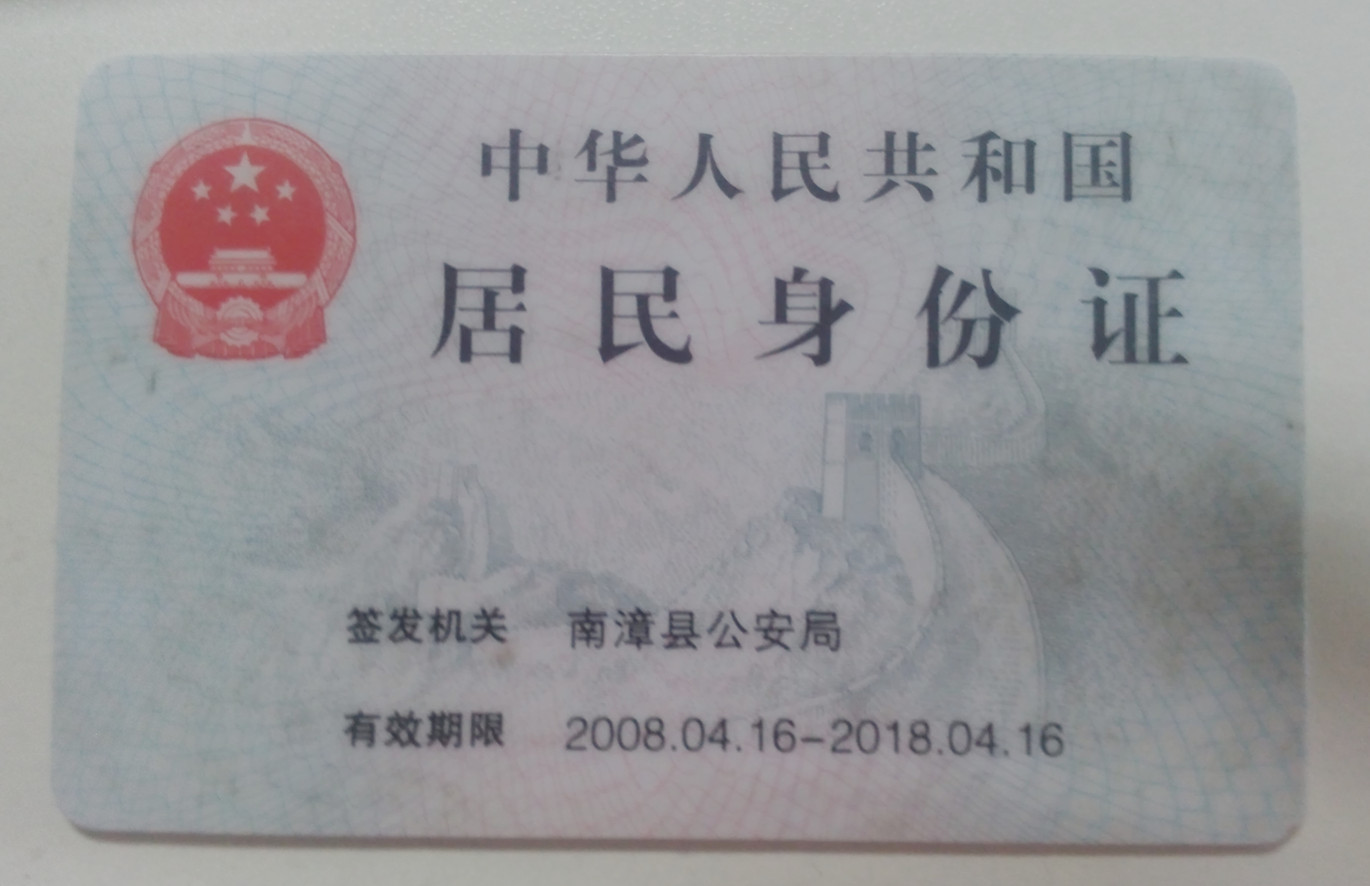 中华人民共和国
居民身份证
签发机关 南漳县公安局
有效期限 2008.04.16-2018.04.16